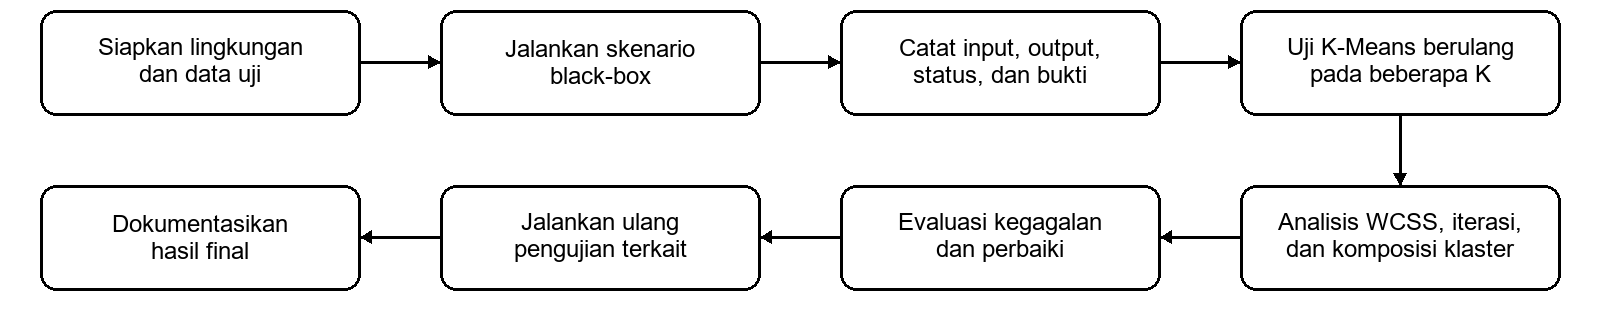 Siapkan lingkungan
dan data uji
Jalankan skenario
black-box
Catat input, output,
status, dan bukti
Uji K-Means berulang
pada beberapa K
Analisis WCSS, iterasi,
dan komposisi klaster
Evaluasi kegagalan
dan perbaiki
Jalankan ulang
pengujian terkait
Dokumentasikan
hasil final